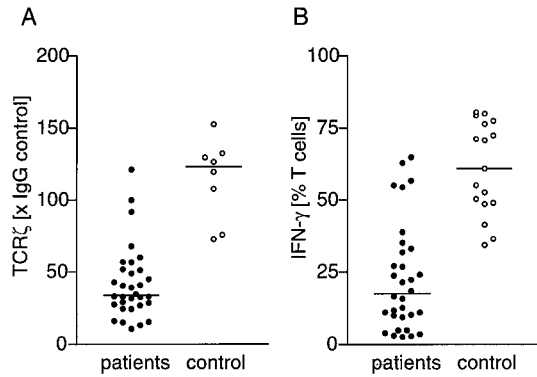 A
B
200
150
100
50
0
TCRζ [x IgG control]
patients control
100
75
50
25
0
IFN-γ [% T cells]
patients control